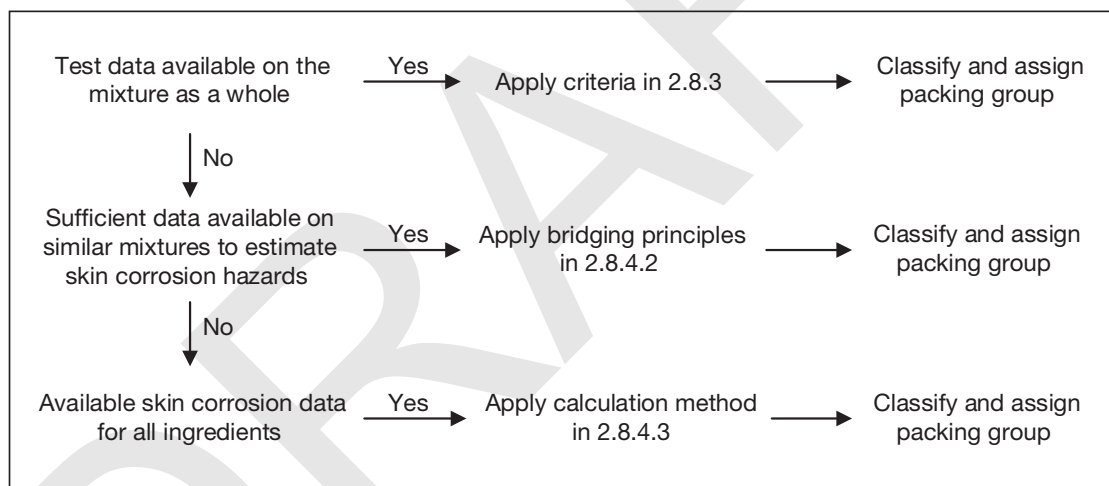 Test data available on the
mixture as a whole
Yes
Apply criteria in 2.8.3
Classify and assign
packing group
No
Sufficient data available on
similar mixtures to estimate
skin corrosion hazards
Yes
Apply bridging principles
in 2.8.4.2
Classify and assign
packing group
No
Available skin corrosion data
for all ingredients
Yes
Apply calculation method
in 2.8.4.3
Classify and assign
packing group